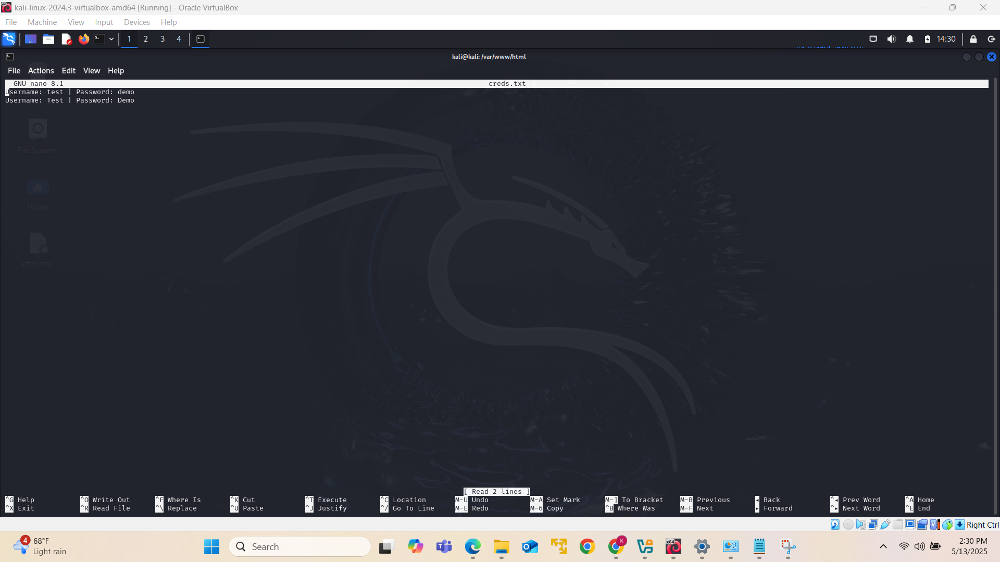 kali-linux-2024.3-virtualbox-amd64 [Running] - Oracle VirtualBox
File Machine View Input Devices Help
1 2 3 4 14:30
kali@kali: /var/www/html
File Actions Edit View Help
GNU nano 8.1 creds.txt
Username: test | Password: demo
Username: Test | Password: Demo
File System
Home
etter.dns
[ Read 2 lines ]
^G Help ^O Write Out ^F Where Is ^K Cut ^T Execute ^C Location M-U Undo M-A Set Mark M-] To Bracket M-B Previous ◂ Back ^◂ Prev Word ^A Home
^X Exit ^R Read File ^\ Replace ^U Paste ^J Justify ^/ Go To Line M-E Redo M-6 Copy ^B Where Was M-F Next ▸ Forward ^▸ Next Word ^E End
Right Ctrl
4 68°F
Light rain
Search
K
x64
2:30 PM
5/13/2025